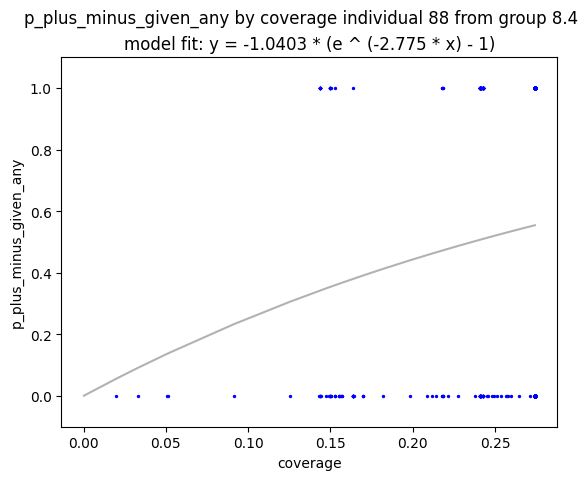 p_plus_minus_given_any by coverage individual 88 from group 8.4
model fit: y = -1.0403 * (e ^ (-2.775 * x) - 1)
1.0
0.8
0.6
0.4
0.2
0.0
p_plus_minus_given_any
0.00 0.05 0.10 0.15 0.20 0.25
coverage